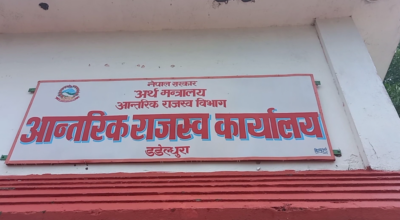 नेपाल सरकार
अर्थ मन्त्रालय
आन्तरिक राजस्व विभाग
आन्तरिक राजस्व कार्यालय
डडेल्धुरा